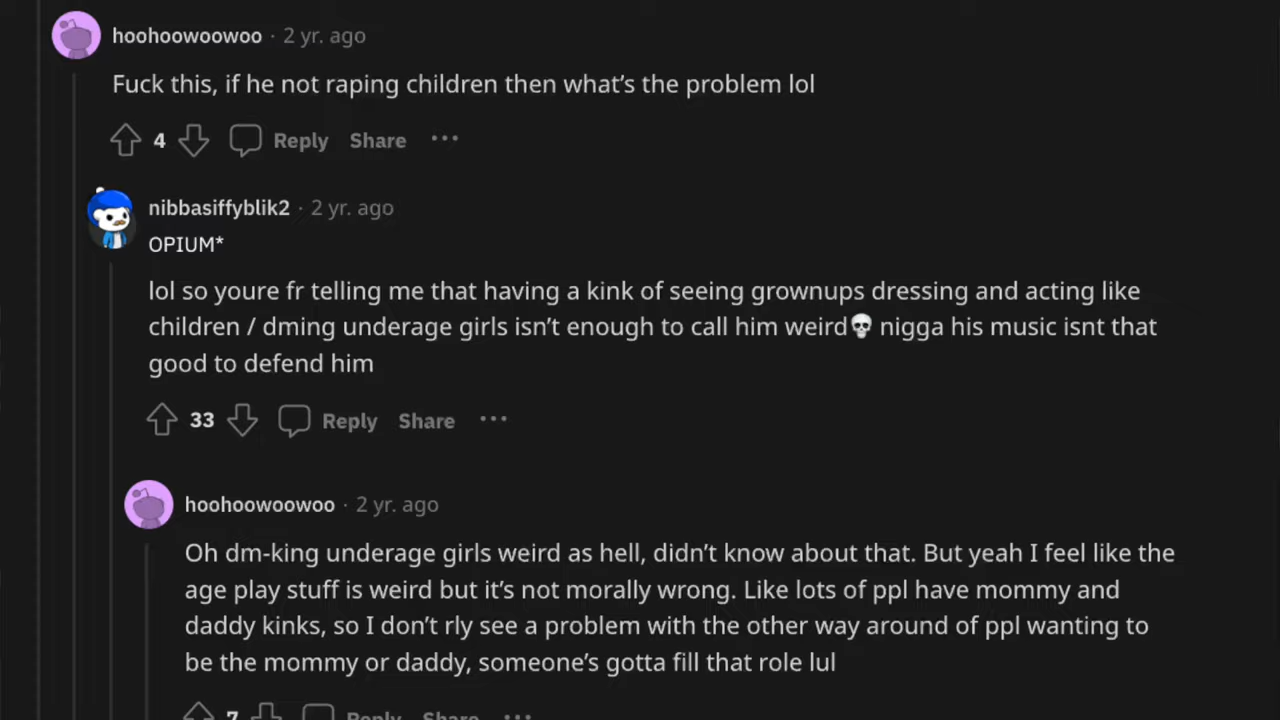 hoohoowoowoo · 2 yr. ago
Fuck this, if he not raping children then what's the problem lol
4 Reply Share ···
nibbasiffyblik2 · 2 yr. ago
OPIUM*
lol so youre fr telling me that having a kink of seeing grownups dressing and acting like
children / dming underage girls isn't enough to call him weird💀 nigga his music isnt that
good to defend him
33 Reply Share ···
hoohoowoowoo · 2 yr. ago
Oh dm-king underage girls weird as hell, didn't know about that. But yeah I feel like the
age play stuff is weird but it's not morally wrong. Like lots of ppl have mommy and
daddy kinks, so I don't rly see a problem with the other way around of ppl wanting to
be the mommy or daddy, someone's gotta fill that role lul
7 Reply Share ···